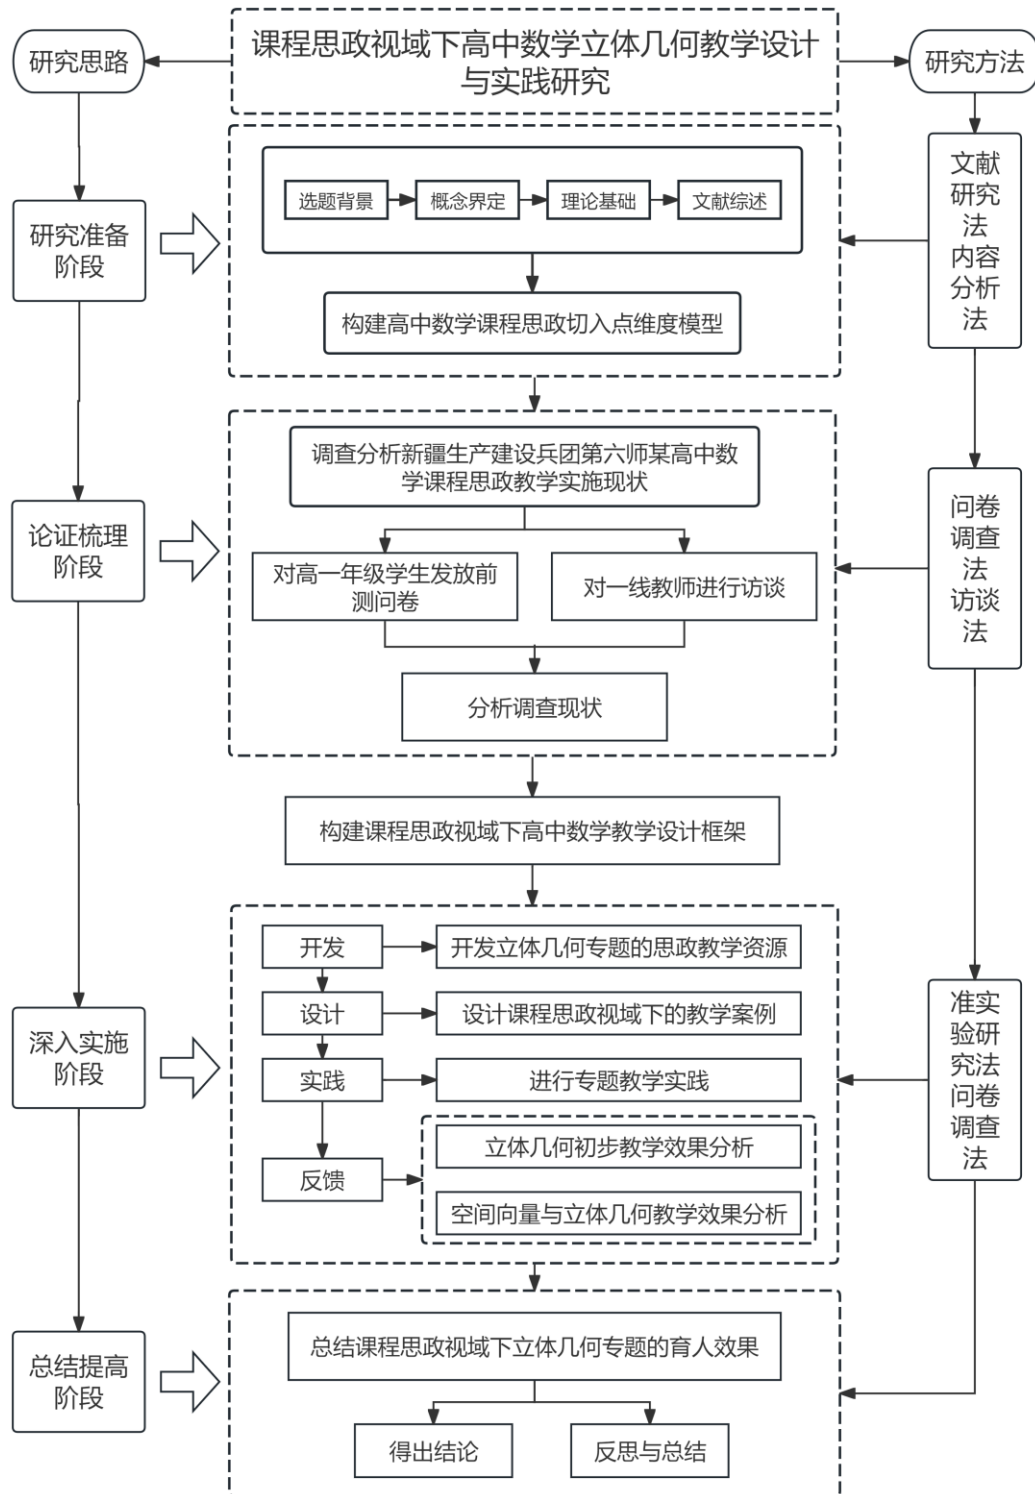 课程思政视域下高中数学立体几何教学设计
与实践研究
研究思路
研究方法
研究准备
阶段
选题背景
概念界定
理论基础
文献综述
构建高中数学课程思政切入点维度模型
文献
研究
法
内容
分析
法
论证梳理
阶段
调查分析新疆生产建设兵团第六师某高中数
学课程思政教学实施现状
对高一年级学生发放前
测问卷
对一线教师进行访谈
分析调查现状
问卷
调查
法
访谈
法
构建课程思政视域下高中数学教学设计框架
深入实施
阶段
开发
开发立体几何专题的思政教学资源
设计
设计课程思政视域下的教学案例
实践
进行专题教学实践
反馈
立体几何初步教学效果分析
空间向量与立体几何教学效果分析
准实
验研
究法
问卷
调查
法
总结提高
阶段
总结课程思政视域下立体几何专题的育人效果
得出结论
反思与总结